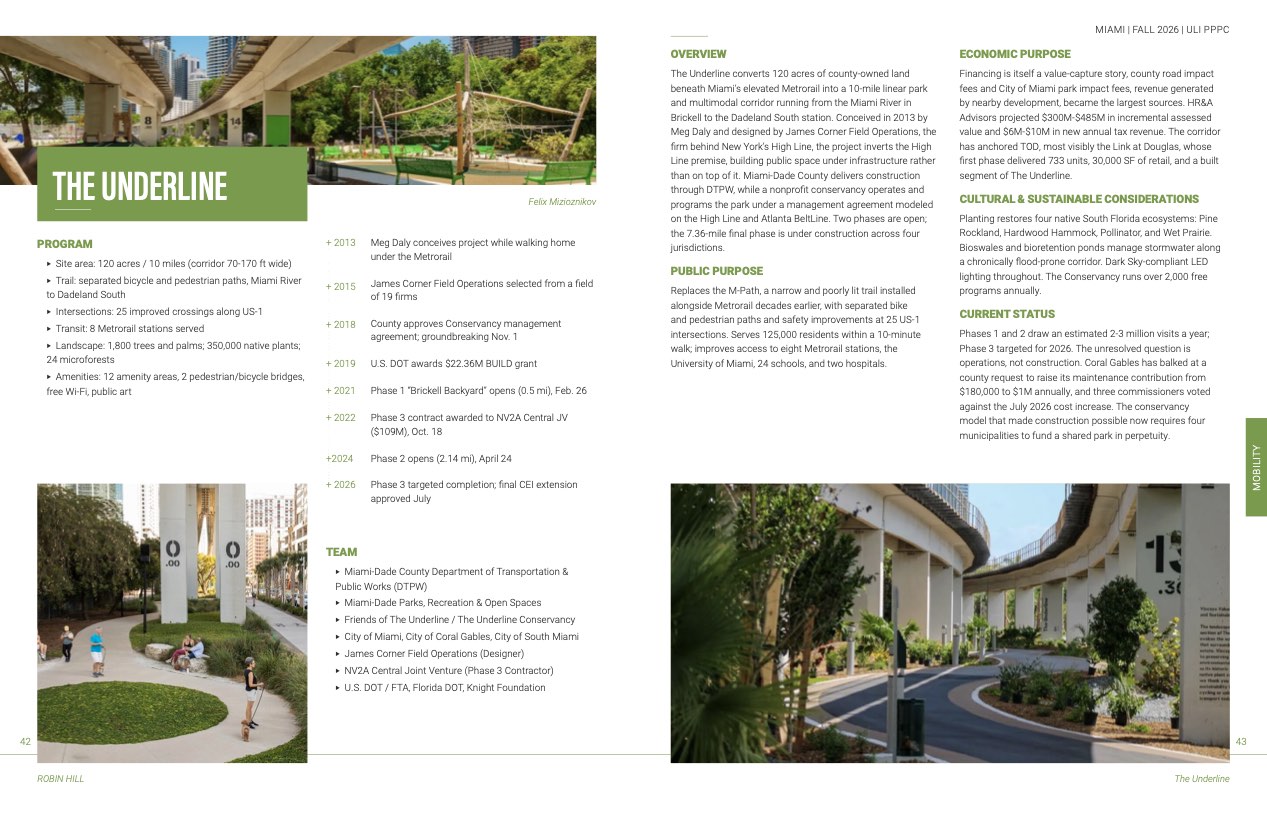 MIAMI | FALL 2026 | ULI PPPC
8
14
THE UNDERLINE
Felix Mizioznikov
PROGRAM
▸ Site area: 120 acres / 10 miles (corridor 70-170 ft wide)
▸ Trail: separated bicycle and pedestrian paths, Miami River
to Dadeland South
▸ Intersections: 25 improved crossings along US-1
▸ Transit: 8 Metrorail stations served
▸ Landscape: 1,800 trees and palms; 350,000 native plants;
24 microforests
▸ Amenities: 12 amenity areas, 2 pedestrian/bicycle bridges,
free Wi-Fi, public art
+ 2013 Meg Daly conceives project while walking home
under the Metrorail
+ 2015 James Corner Field Operations selected from a field
of 19 firms
+ 2018 County approves Conservancy management
agreement; groundbreaking Nov. 1
+ 2019 U.S. DOT awards $22.36M BUILD grant
+ 2021 Phase 1 "Brickell Backyard" opens (0.5 mi), Feb. 26
+ 2022 Phase 3 contract awarded to NV2A Central JV
($109M), Oct. 18
+2024 Phase 2 opens (2.14 mi), April 24
+ 2026 Phase 3 targeted completion; final CEI extension
approved July
TEAM
▸ Miami-Dade County Department of Transportation &
Public Works (DTPW)
▸ Miami-Dade Parks, Recreation & Open Spaces
▸ Friends of The Underline / The Underline Conservancy
▸ City of Miami, City of Coral Gables, City of South Miami
▸ James Corner Field Operations (Designer)
▸ NV2A Central Joint Venture (Phase 3 Contractor)
▸ U.S. DOT / FTA, Florida DOT, Knight Foundation
0
.00
0
.00
42
ROBIN HILL
OVERVIEW
The Underline converts 120 acres of county-owned land
beneath Miami's elevated Metrorail into a 10-mile linear park
and multimodal corridor running from the Miami River in
Brickell to the Dadeland South station. Conceived in 2013 by
Meg Daly and designed by James Corner Field Operations, the
firm behind New York's High Line, the project inverts the High
Line premise, building public space under infrastructure rather
than on top of it. Miami-Dade County delivers construction
through DTPW, while a nonprofit conservancy operates and
programs the park under a management agreement modeled
on the High Line and Atlanta BeltLine. Two phases are open;
the 7.36-mile final phase is under construction across four
jurisdictions.
PUBLIC PURPOSE
Replaces the M-Path, a narrow and poorly lit trail installed
alongside Metrorail decades earlier, with separated bike
and pedestrian paths and safety improvements at 25 US-1
intersections. Serves 125,000 residents within a 10-minute
walk; improves access to eight Metrorail stations, the
University of Miami, 24 schools, and two hospitals.
ECONOMIC PURPOSE
Financing is itself a value-capture story, county road impact
fees and City of Miami park impact fees, revenue generated
by nearby development, became the largest sources. HR&A
Advisors projected $300M-$485M in incremental assessed
value and $6M-$10M in new annual tax revenue. The corridor
has anchored TOD, most visibly the Link at Douglas, whose
first phase delivered 733 units, 30,000 SF of retail, and a built
segment of The Underline.
CULTURAL & SUSTAINABLE CONSIDERATIONS
Planting restores four native South Florida ecosystems: Pine
Rockland, Hardwood Hammock, Pollinator, and Wet Prairie.
Bioswales and bioretention ponds manage stormwater along
a chronically flood-prone corridor. Dark Sky-compliant LED
lighting throughout. The Conservancy runs over 2,000 free
programs annually.
CURRENT STATUS
Phases 1 and 2 draw an estimated 2-3 million visits a year;
Phase 3 targeted for 2026. The unresolved question is
operations, not construction. Coral Gables has balked at a
county request to raise its maintenance contribution from
$180,000 to $1M annually, and three commissioners voted
against the July 2026 cost increase. The conservancy
model that made construction possible now requires four
municipalities to fund a shared park in perpetuity.
MOBILITY
43
The Underline